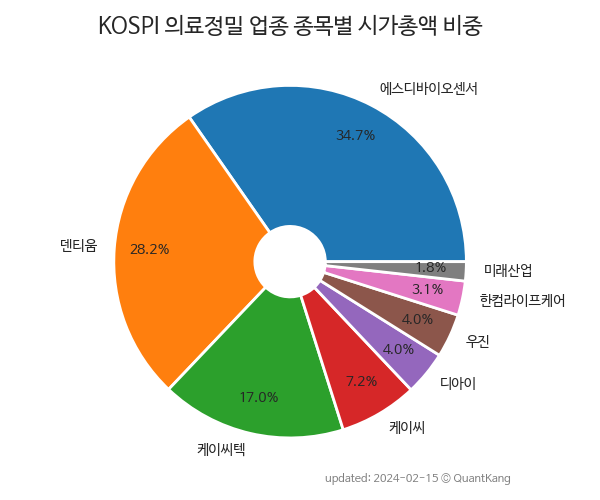 KOSPI 의료정밀 업종 종목별 시가총액 비중
에스디바이오센서
34.7%
덴티움
28.2%
케이씨텍
17.0%
케이씨
7.2%
디아이
4.0%
우진
4.0%
한컴라이프케어
3.1%
미래산업
1.8%
updated: 2024-02-15 © QuantKang